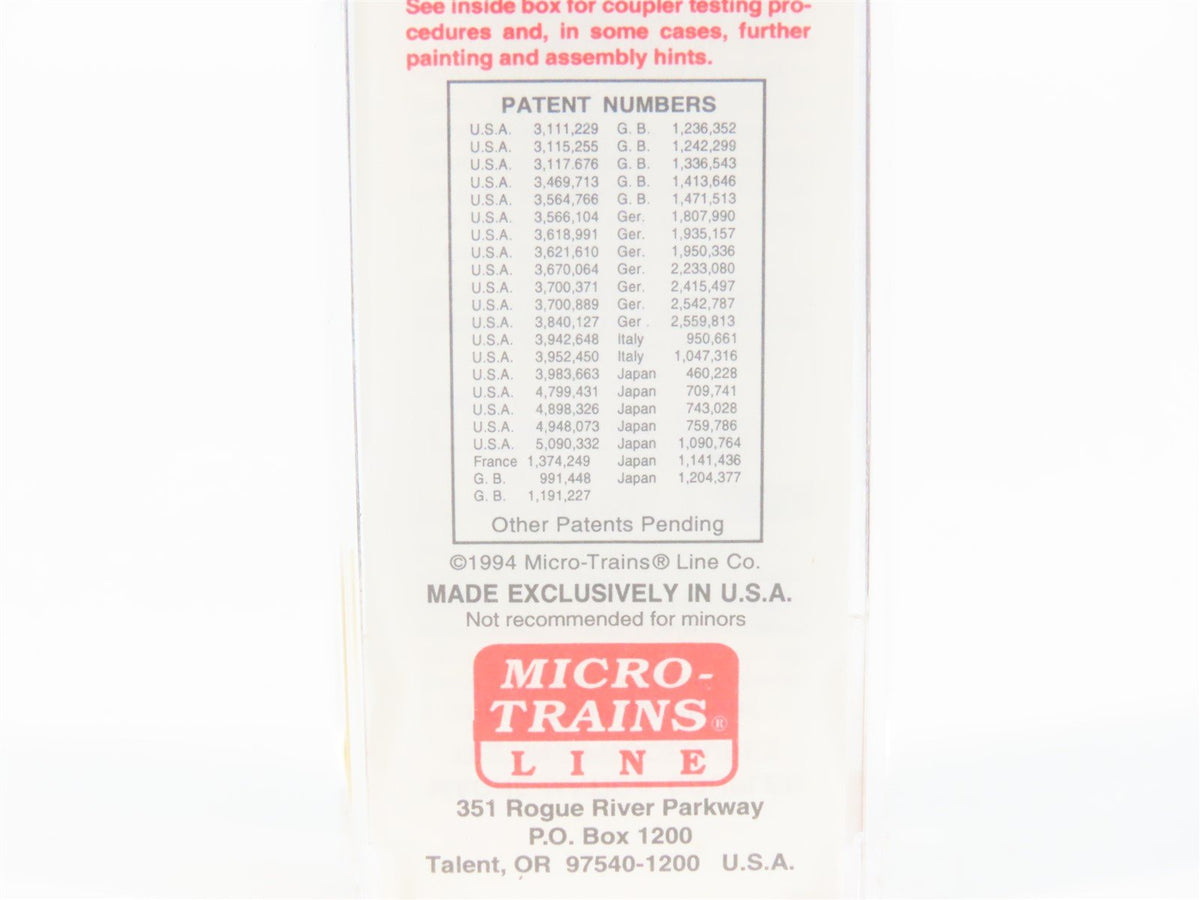 See inside box for coupler testing pro-
cedures and, in some cases, further
painting and assembly hints.
PATENT NUMBERS
U.S.A. 3,111,229 G. B. 1,236,352
U.S.A. 3,115,255 G. B. 1,242,299
U.S.A. 3,117.676 G. B. 1,336,543
U.S.A. 3,469,713 G. B. 1,413,646
U.S.A. 3,564,766 G. B. 1,471,513
U.S.A. 3,566,104 Ger. 1,807,990
U.S.A. 3,618,991 Ger. 1,935,157
U.S.A. 3,621,610 Ger. 1,950,336
U.S.A. 3,670,064 Ger. 2,233,080
U.S.A. 3,700,371 Ger. 2,415,497
U.S.A. 3,700,889 Ger. 2,542,787
U.S.A. 3,840,127 Ger . 2,559,813
U.S.A. 3,942,648 Italy 950,661
U.S.A. 3,952,450 Italy 1,047,316
U.S.A. 3,983,663 Japan 460,228
U.S.A. 4,799,431 Japan 709,741
U.S.A. 4,898,326 Japan 743,028
U.S.A. 4,948,073 Japan 759,786
U.S.A. 5,090,332 Japan 1,090,764
France 1,374,249 Japan 1,141,436
G. B. 991,448 Japan 1,204,377
G. B. 1,191,227
Other Patents Pending
©1994 Micro-Trains® Line Co.
MADE EXCLUSIVELY IN U.S.A.
Not recommended for minors
MICRO-
TRAINS®
LINE
351 Rogue River Parkway
P.O. Box 1200
Talent, OR 97540-1200 U.S.A.